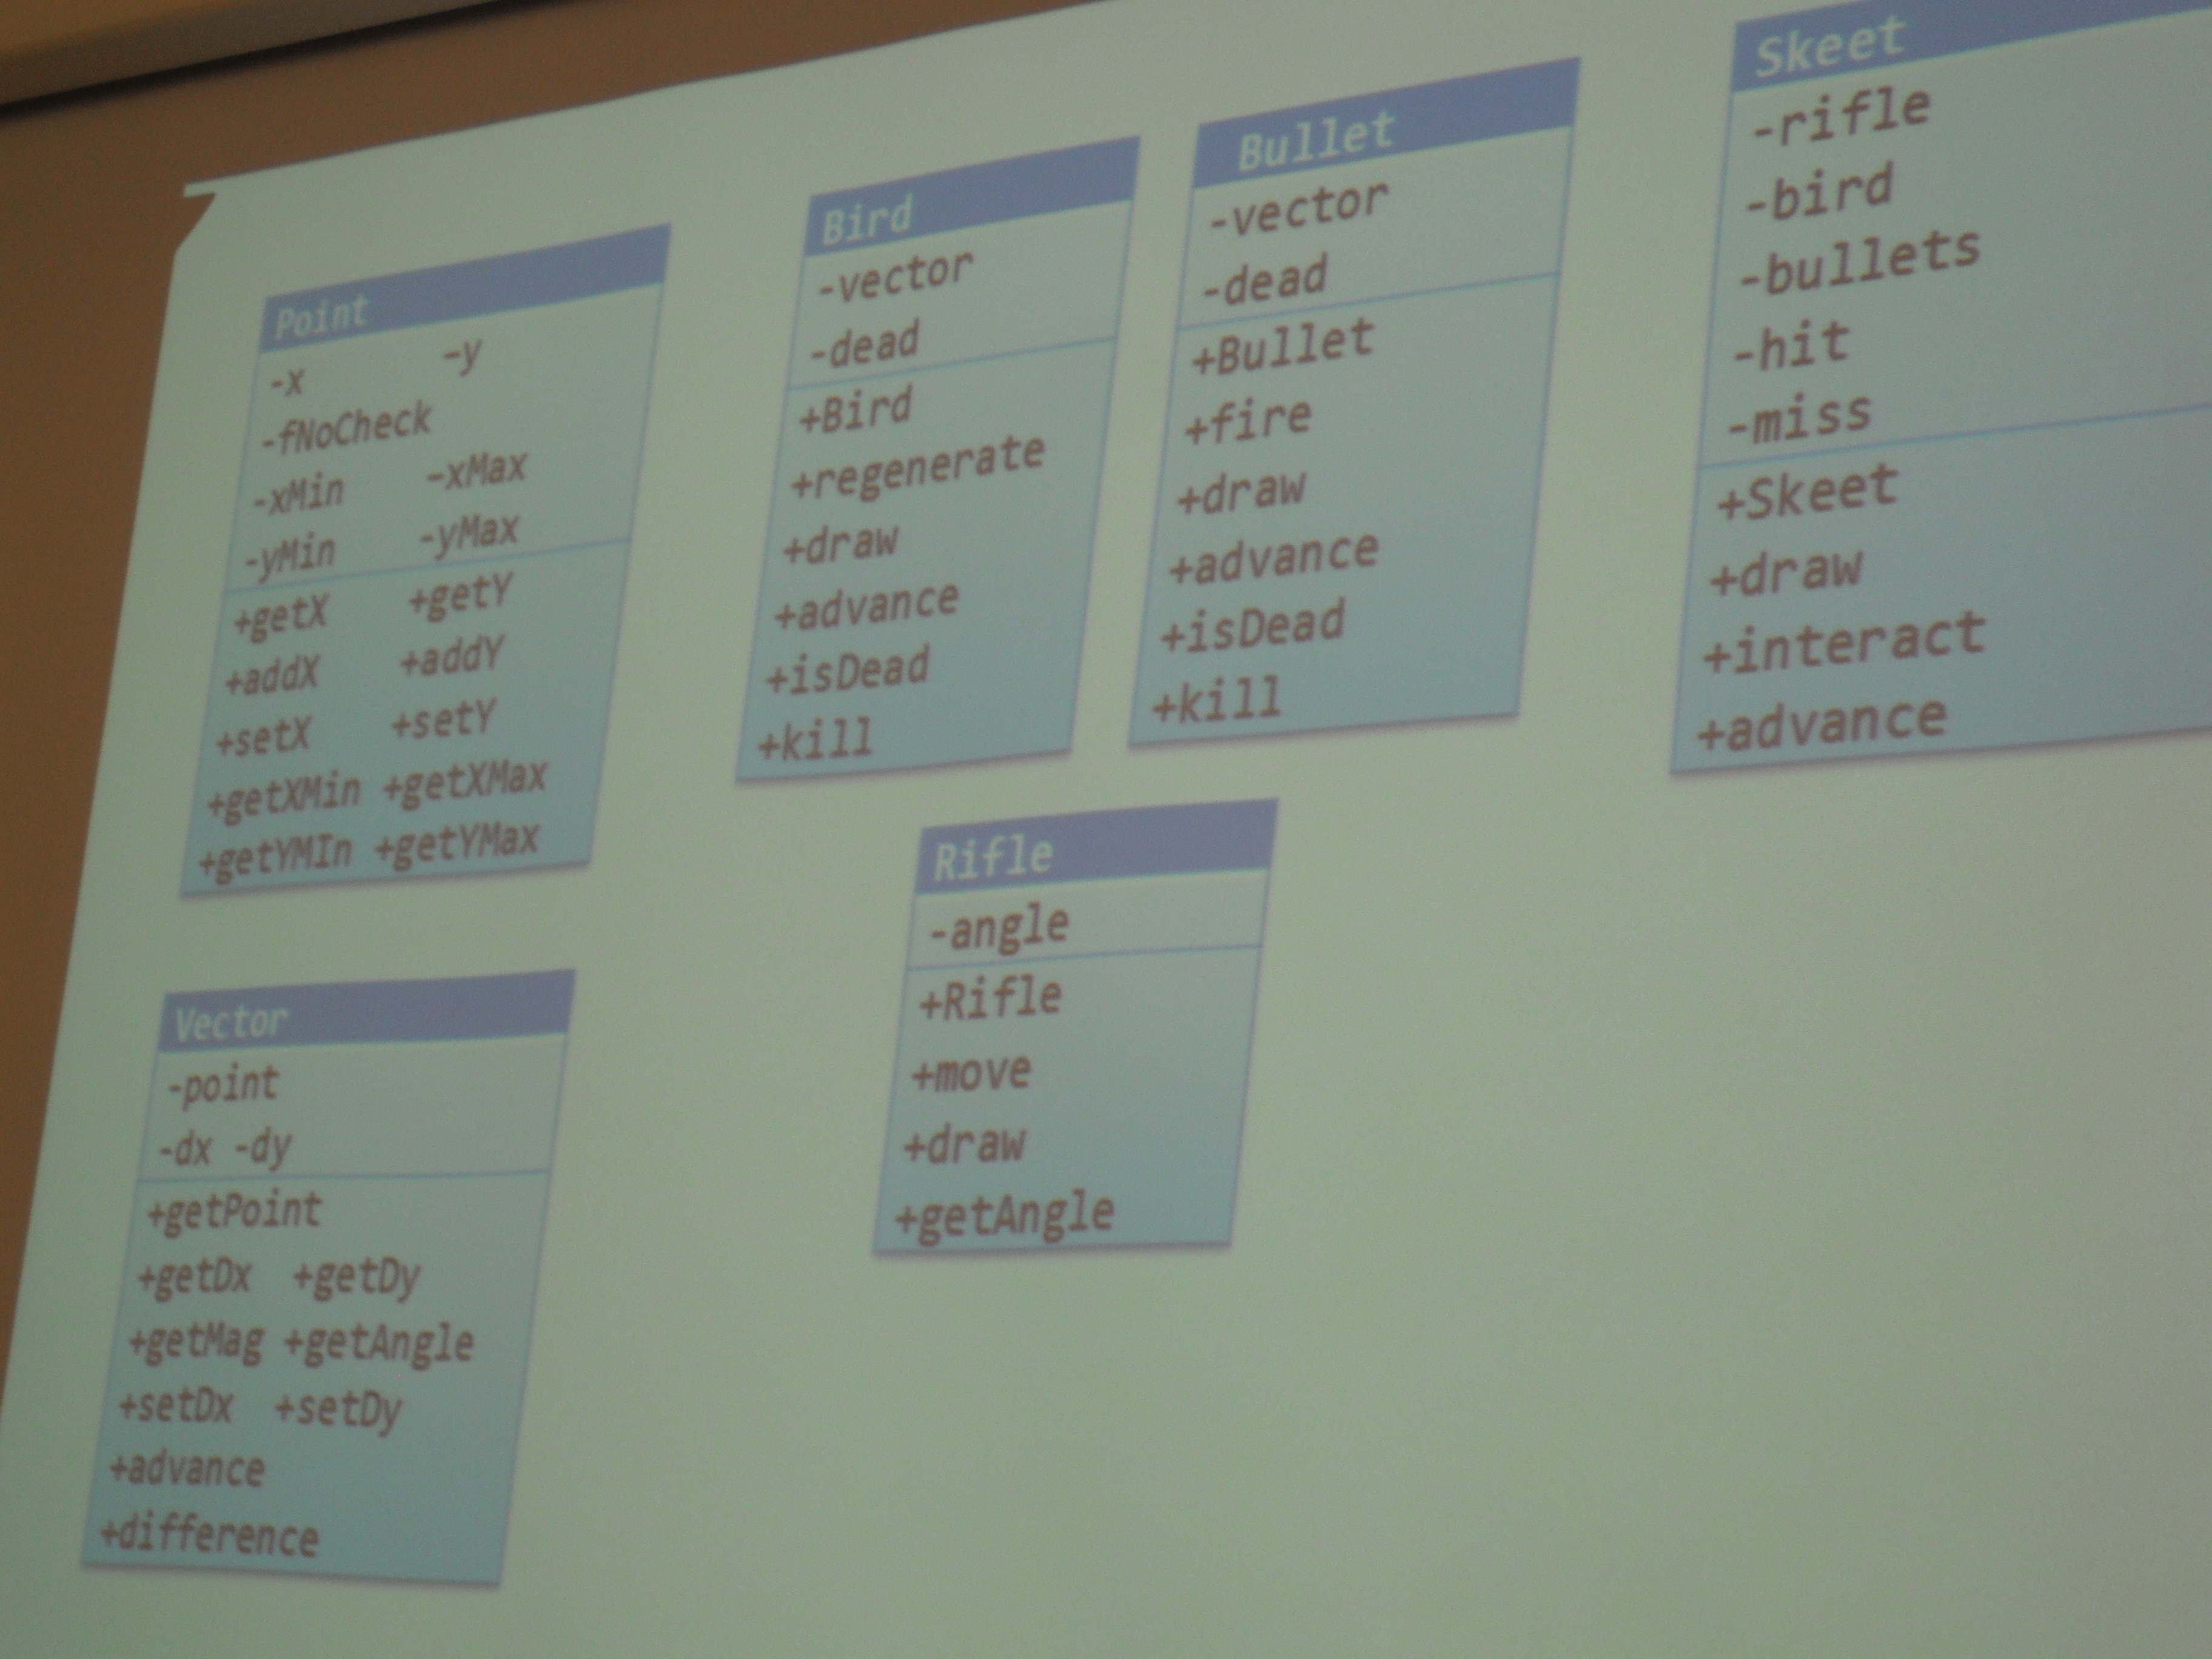 Point
-x -y
-fNoCheck
-xMin -xMax
-yMin -yMax
+getX +getY
+addX +addY
+setX +setY
+getXMin +getXMax
+getYMIn +getYMax
Vector
-point
-dx -dy
+getPoint
+getDx +getDy
+getMag +getAngle
+setDx +setDy
+advance
+difference
Bird
-vector
-dead
+Bird
+regenerate
+draw
+advance
+isDead
+kill
Bullet
-vector
-dead
+Bullet
+fire
+draw
+advance
+isDead
+kill
Rifle
-angle
+Rifle
+move
+draw
+getAngle
Skeet
-rifle
-bird
-bullets
-hit
-miss
+Skeet
+draw
+interact
+advance